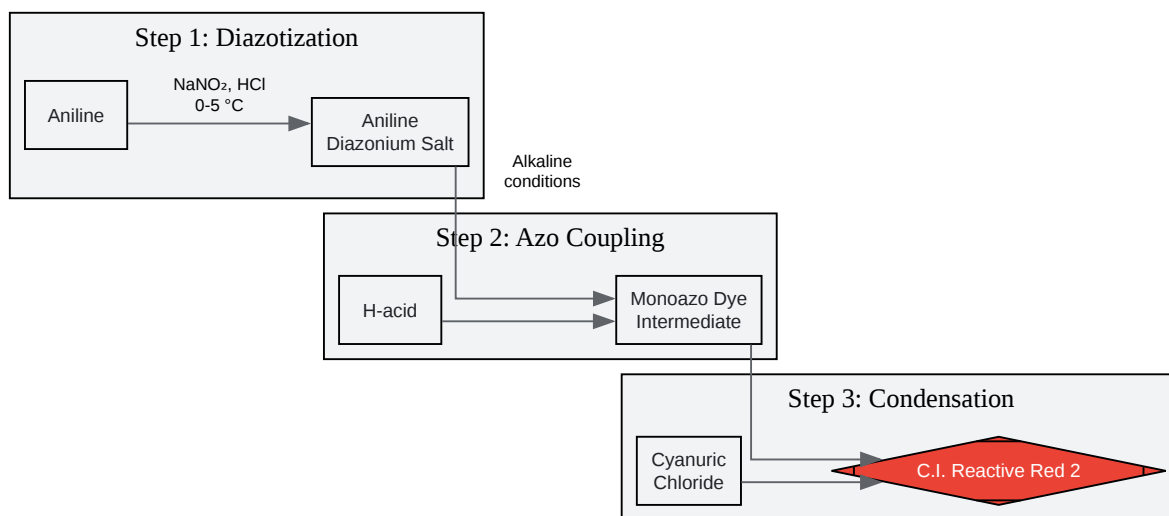 Step 1: Diazotization
Aniline
NaNO₂, HCl
0-5 °C
Aniline
Diazonium Salt
Alkaline
conditions
Step 2: Azo Coupling
H-acid
Monoazo Dye
Intermediate
Step 3: Condensation
Cyanuric
Chloride
C.I. Reactive Red 2